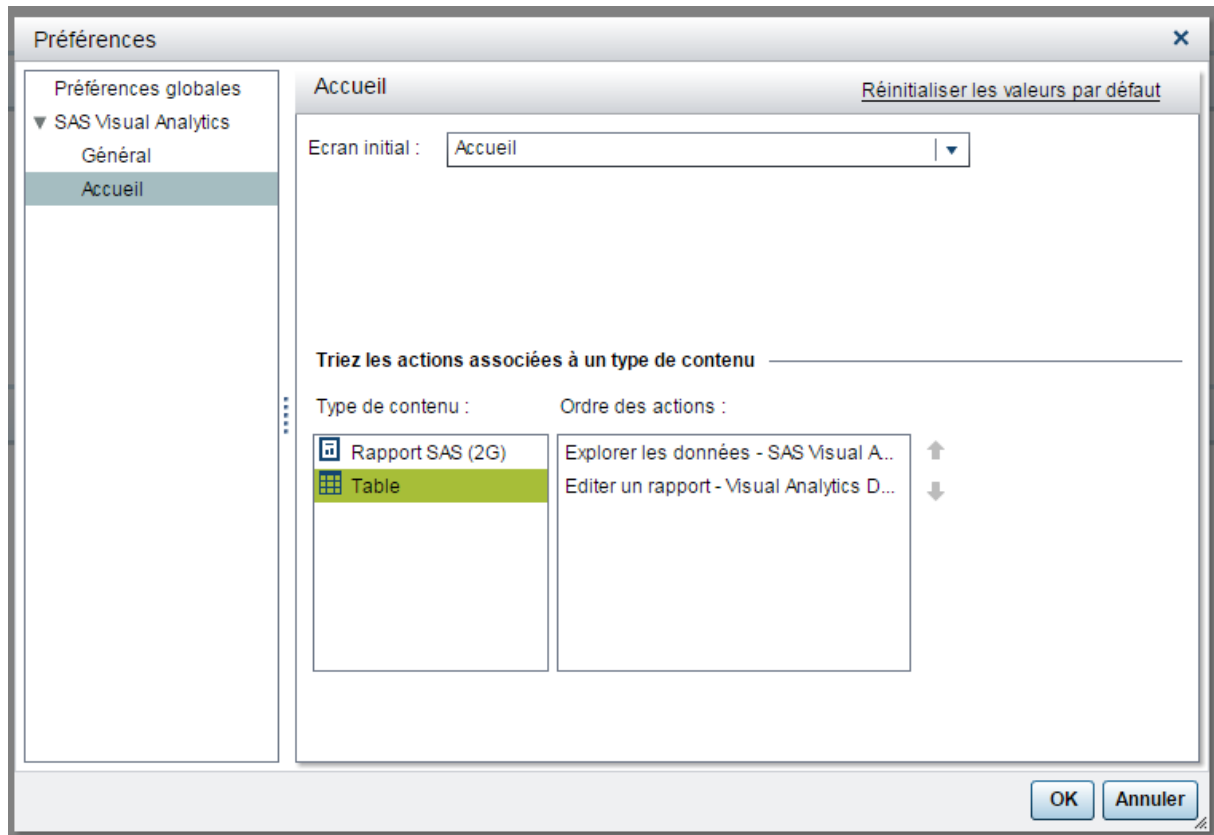 Préférences
Préférences globales
SAS Visual Analytics
Général
Accueil
Accueil
Réinitialiser les valeurs par défaut
Ecran initial :
Accueil
Triez les actions associées à un type de contenu
Type de contenu :
Ordre des actions :
Rapport SAS (2G)
Explorer les données - SAS Visual A...
Table
Editer un rapport - Visual Analytics D...
OK
Annuler